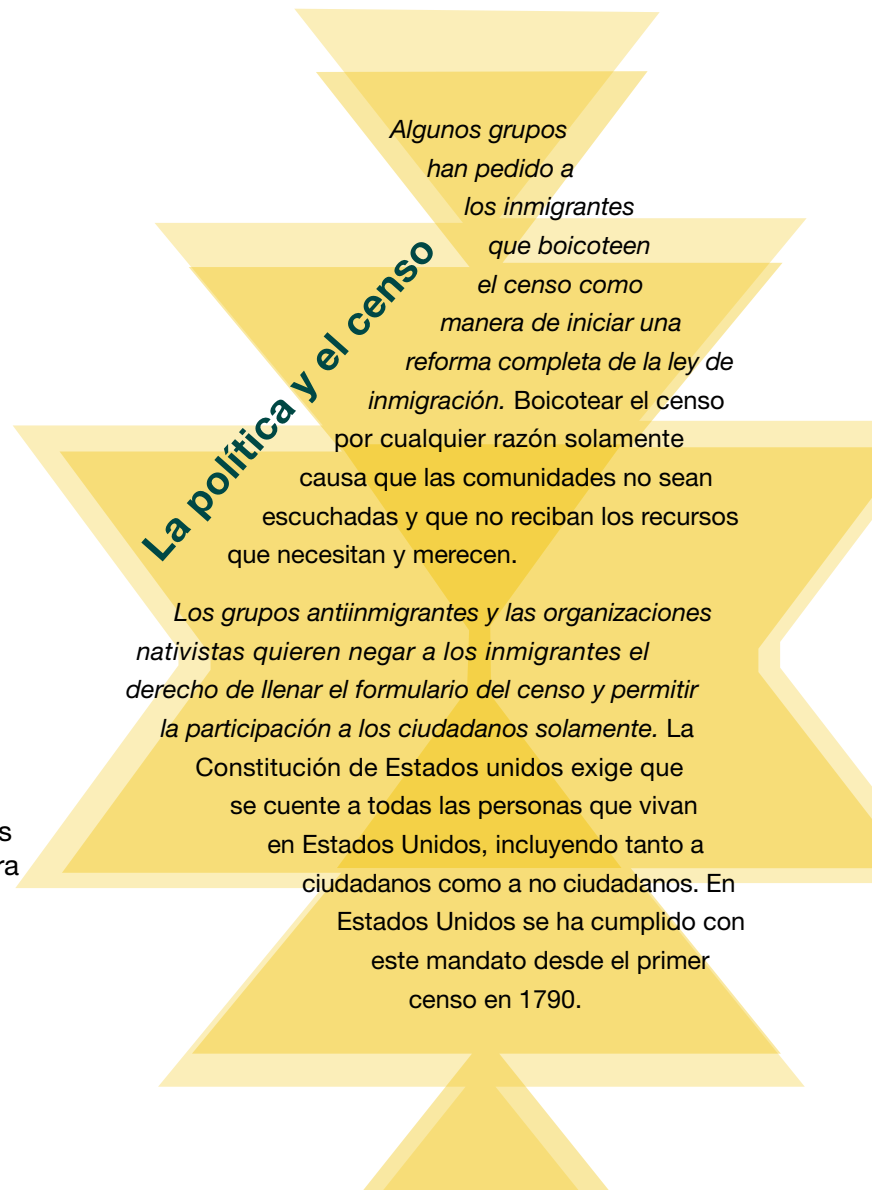 La política y el censo
Algunos grupos
han pedido a
los inmigrantes
que boicoteen
el censo como
manera de iniciar una
reforma completa de la ley de
inmigración. Boicotear el censo
por cualquier razón solamente
causa que las comunidades no sean
escuchadas y que no reciban los recursos
que necesitan y merecen.
Los grupos antiinmigrantes y las organizaciones
nativistas quieren negar a los inmigrantes el
derecho de llenar el formulario del censo y permitir
la participación a los ciudadanos solamente. La
Constitución de Estados unidos exige que
se cuente a todas las personas que vivan
en Estados Unidos, incluyendo tanto a
ciudadanos como a no ciudadanos. En
Estados Unidos se ha cumplido con
este mandato desde el primer
censo en 1790.